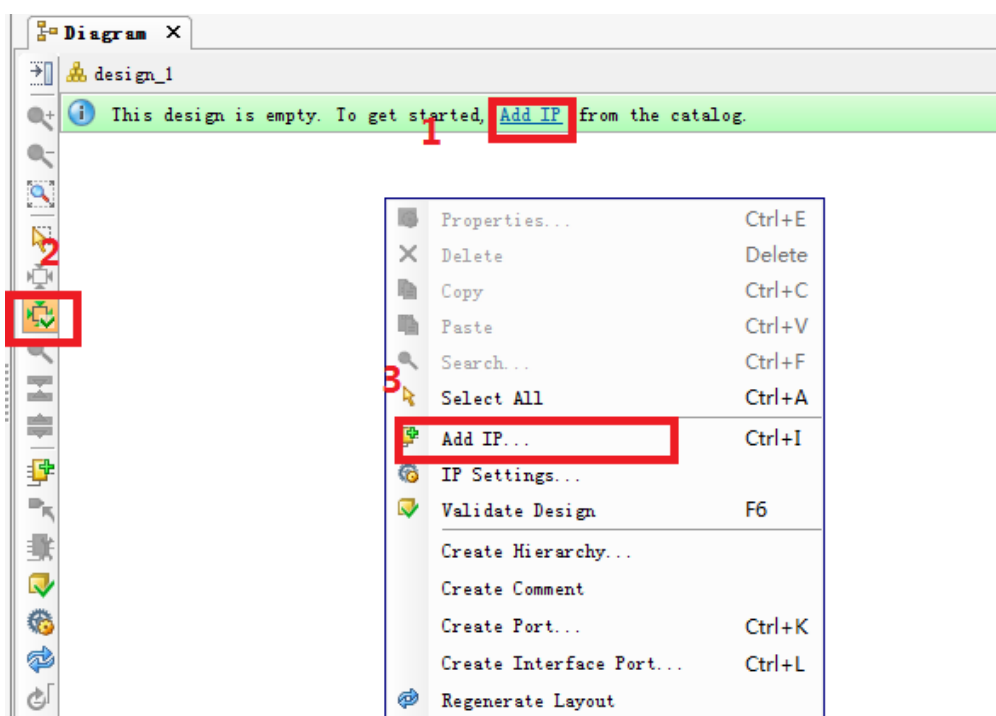 Diagram X
design_1
This design is empty. To get started, Add IP from the catalog.
1
2
Properties... Ctrl+E
Delete Delete
Copy Ctrl+C
Paste Ctrl+V
Search... Ctrl+F
3
Select All Ctrl+A
Add IP... Ctrl+I
IP Settings...
Validate Design F6
Create Hierarchy...
Create Comment
Create Port... Ctrl+K
Create Interface Port... Ctrl+L
Regenerate Layout